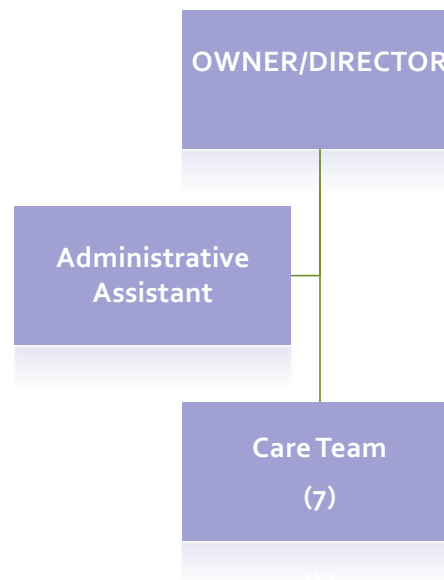 OWNER/DIRECTOR
Administrative
Assistant
Care Team
(7)